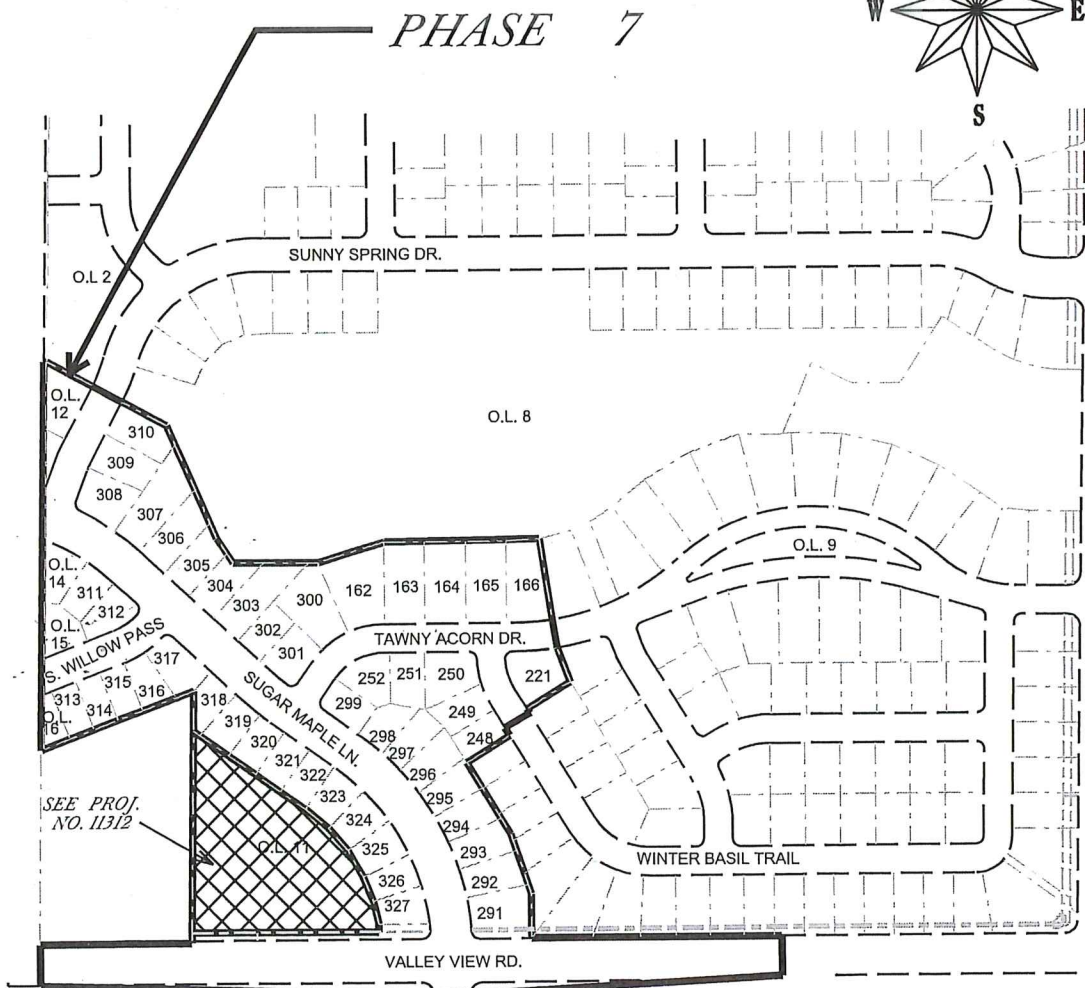 PHASE 7
W E
S
SUNNY SPRING DR.
O.L 2
O.L.
12
O.L. 8
310
309
308
307
306
305
304
303
300
302
301
162 163 164 165 166
O.L. 9
O.L.
14
311
312
O.L.
15
S. WILLOW PASS
TAWNY ACORN DR.
221
252 251 250
299
249
248
298
297
296
295
294
293
292
291
317
315
316
313
314
O.L.
16
SUGAR MAPLE LN.
318
319
320
321
322
323
324
325
326
327
SEE PROJ.
NO. 11312
O.L. 11
WINTER BASIL TRAIL
VALLEY VIEW RD.